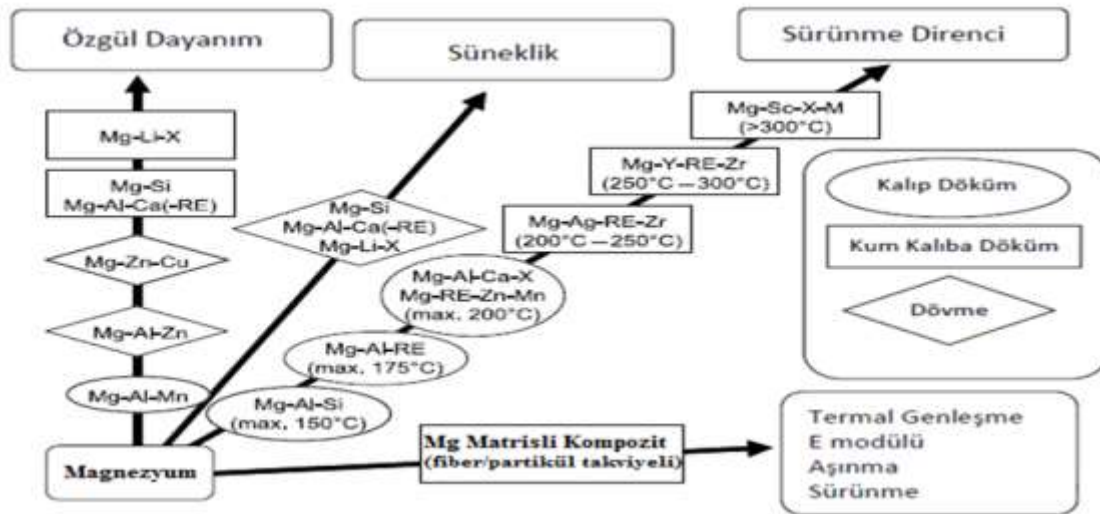 Özgül Dayanım
Süneklik
Sürünme Direnci
Mg-Li-X
Mg-Si
Mg-Al-Ca(-RE)
Mg-Zn-Cu
Mg-Al-Zn
Mg-Al-Mn
Magnezyum
Mg-Si
Mg-Al-Ca(-RE)
Mg-Li-X
Mg-Sc-X-M
(>300°C)
Mg-Y-RE-Zr
(250°C – 300°C)
Mg-Ag-RE-Zr
(200°C – 250°C)
Mg-Al-Ca-X
Mg-RE-Zn-Mn
(max. 200°C)
Mg-Al-RE
(max. 175°C)
Mg-Al-Si
(max. 150°C)
Mg Matrisli Kompozit
(fiber/partikül takviyeli)
Kalıp Döküm
Kum Kalıba Döküm
Dövme
Termal Genleşme
E modülü
Aşınma
Sürünme